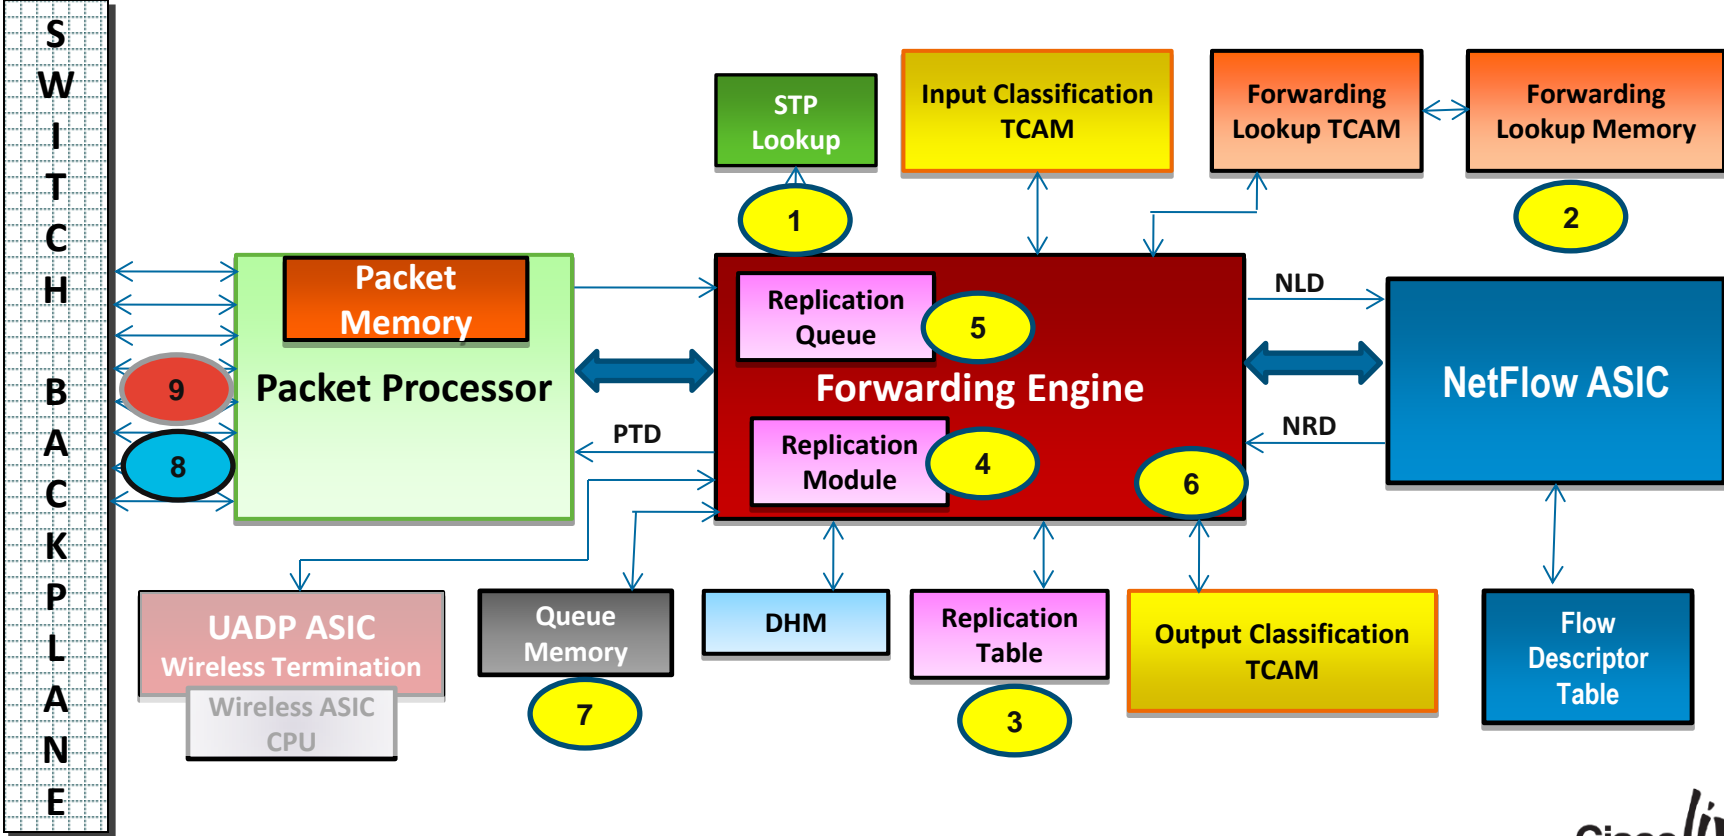 SWITCH BACKPLANE
STP
Lookup
Input Classification
TCAM
Forwarding
Lookup TCAM
Forwarding
Lookup Memory
1
2
Packet
Memory
Packet Processor
Replication
Queue
5
Forwarding Engine
Replication
Module
4
6
NLD
NRD
PTD
NetFlow ASIC
9
8
UADP ASIC
Wireless Termination
Wireless ASIC
CPU
Queue
Memory
7
DHM
Replication
Table
3
Output Classification
TCAM
Flow
Descriptor
Table